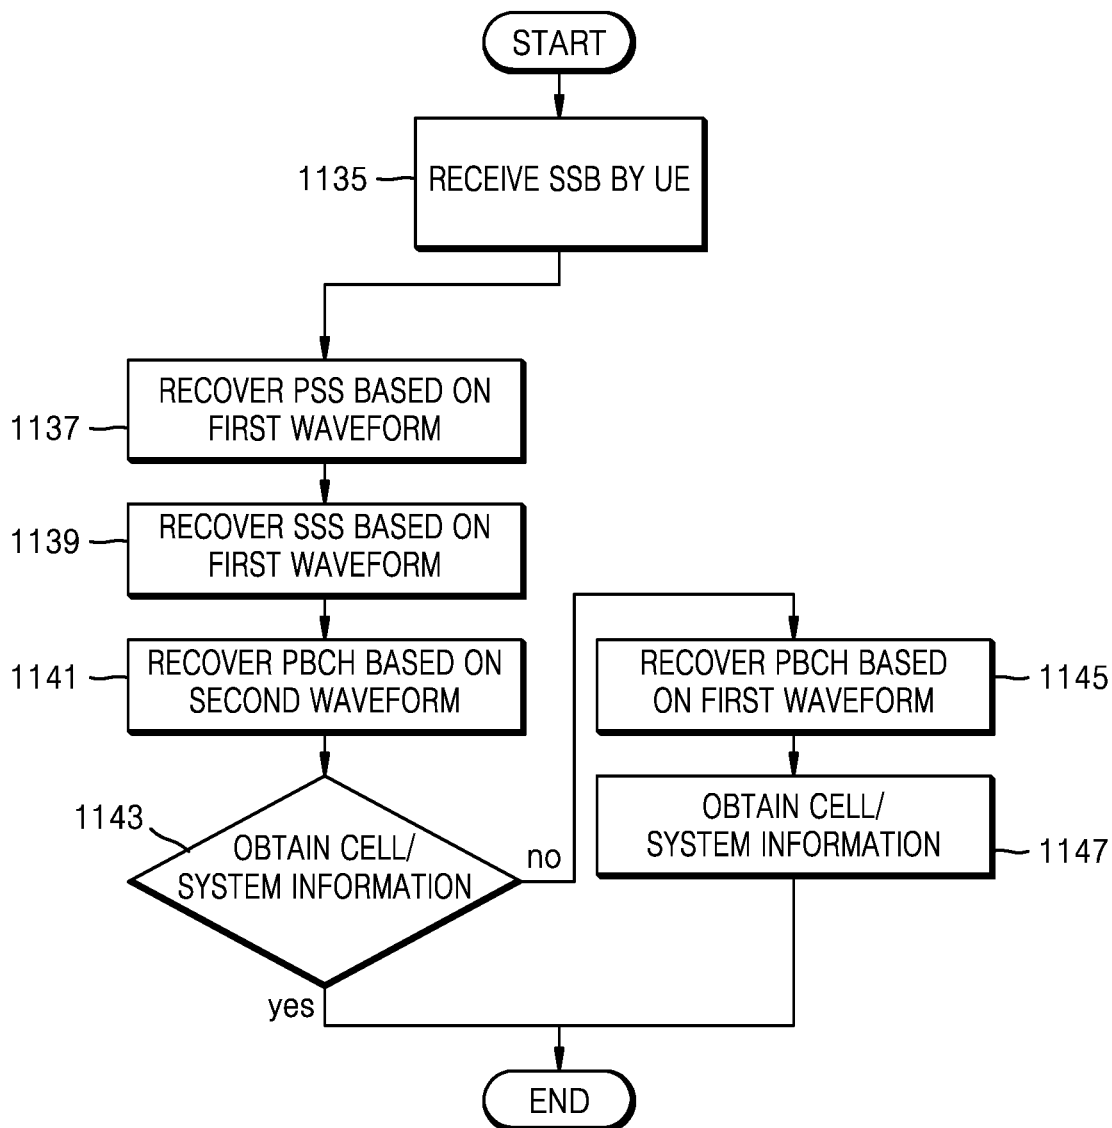 START
1135
RECEIVE SSB BY UE
1137
RECOVER PSS BASED ON
FIRST WAVEFORM
1139
RECOVER SSS BASED ON
FIRST WAVEFORM
1141
RECOVER PBCH BASED ON
SECOND WAVEFORM
1143
OBTAIN CELL/
SYSTEM INFORMATION
no
yes
RECOVER PBCH BASED
ON FIRST WAVEFORM
1145
OBTAIN CELL/
SYSTEM INFORMATION
1147
END